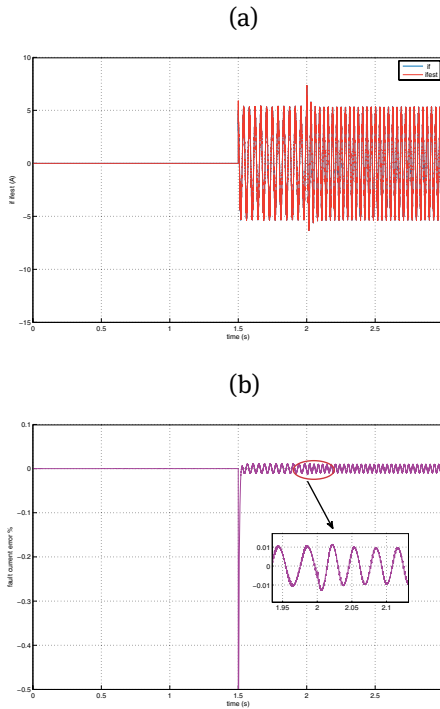 (a)
10
5
0
−5
−10
−15
if ifest (A)
if
ifest
0 0.5 1 1.5 2 2.5
time (s)
(b)
0.1
0
−0.1
−0.2
−0.3
−0.4
−0.5
fault current error %
0.01
0
−0.01
1.95 2 2.05 2.1
0 0.5 1 1.5 2 2.5
time (s)